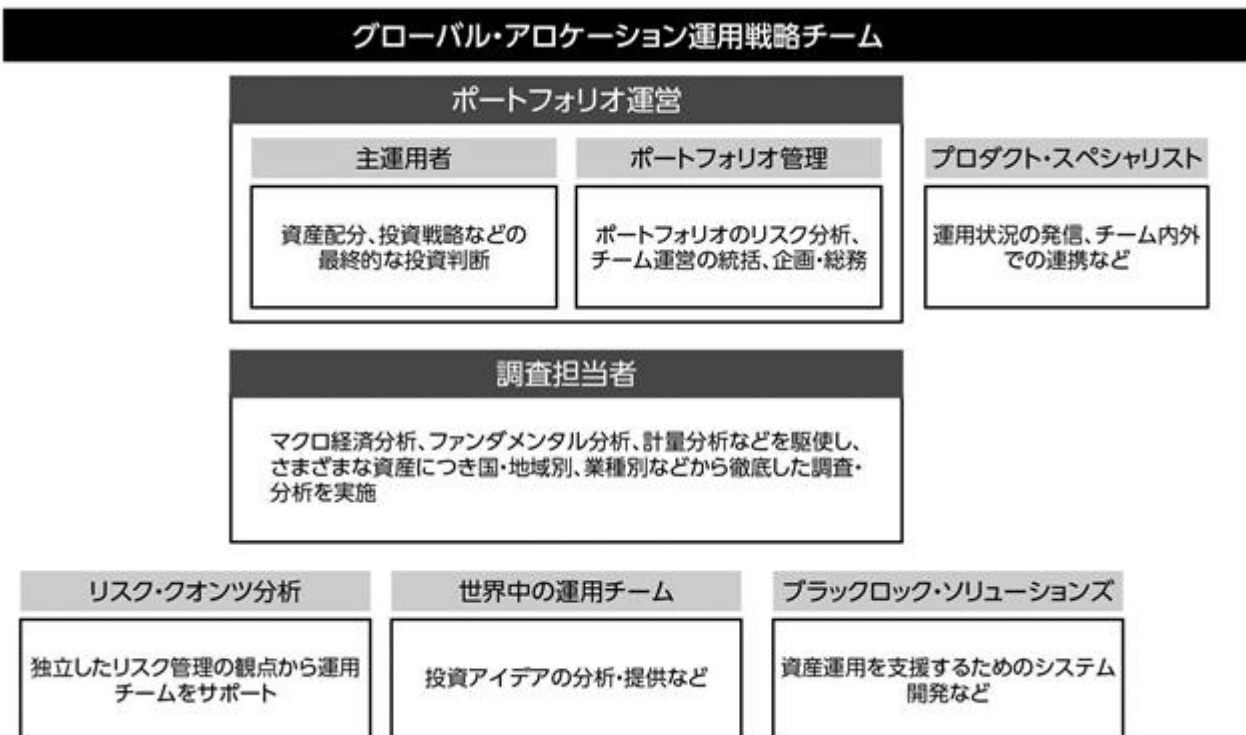 グローバル・アロケーション運用戦略チーム
ポートフォリオ運営
主運用者
資産配分、投資戦略などの
最終的な投資判断
ポートフォリオ管理
ポートフォリオのリスク分析、
チーム運営の統括、企画・総務
プロダクト・スペシャリスト
運用状況の発信、チーム内外
での連携など
調査担当者
マクロ経済分析、ファンダメンタル分析、計量分析などを駆使し、
さまざまな資産につき国・地域別、業種別などから徹底した調査・
分析を実施
リスク・クオンツ分析
独立したリスク管理の観点から運用
チームをサポート
世界中の運用チーム
投資アイデアの分析・提供など
ブラックロック・ソリューションズ
資産運用を支援するためのシステム
開発など